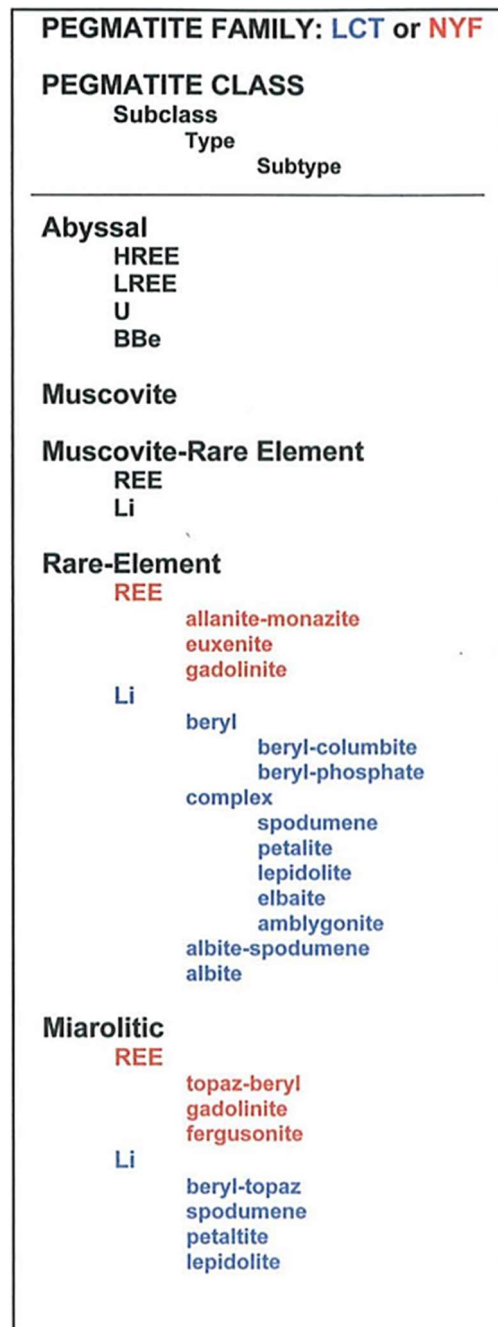 PEGMATITE FAMILY: LCT or NYF
PEGMATITE CLASS
Subclass
Type
Subtype
Abyssal
HREE
LREE
U
BBe
Muscovite
Muscovite-Rare Element
REE
Li
Rare-Element
REE
allanite-monazite
euxenite
gadolinite
Li
beryl
beryl-columbite
beryl-phosphate
complex
spodumene
petalite
lepidolite
elbaite
amblygonite
albite-spodumene
albite
Miarolitic
REE
topaz-beryl
gadolinite
fergusonite
Li
beryl-topaz
spodumene
petaltite
lepidolite